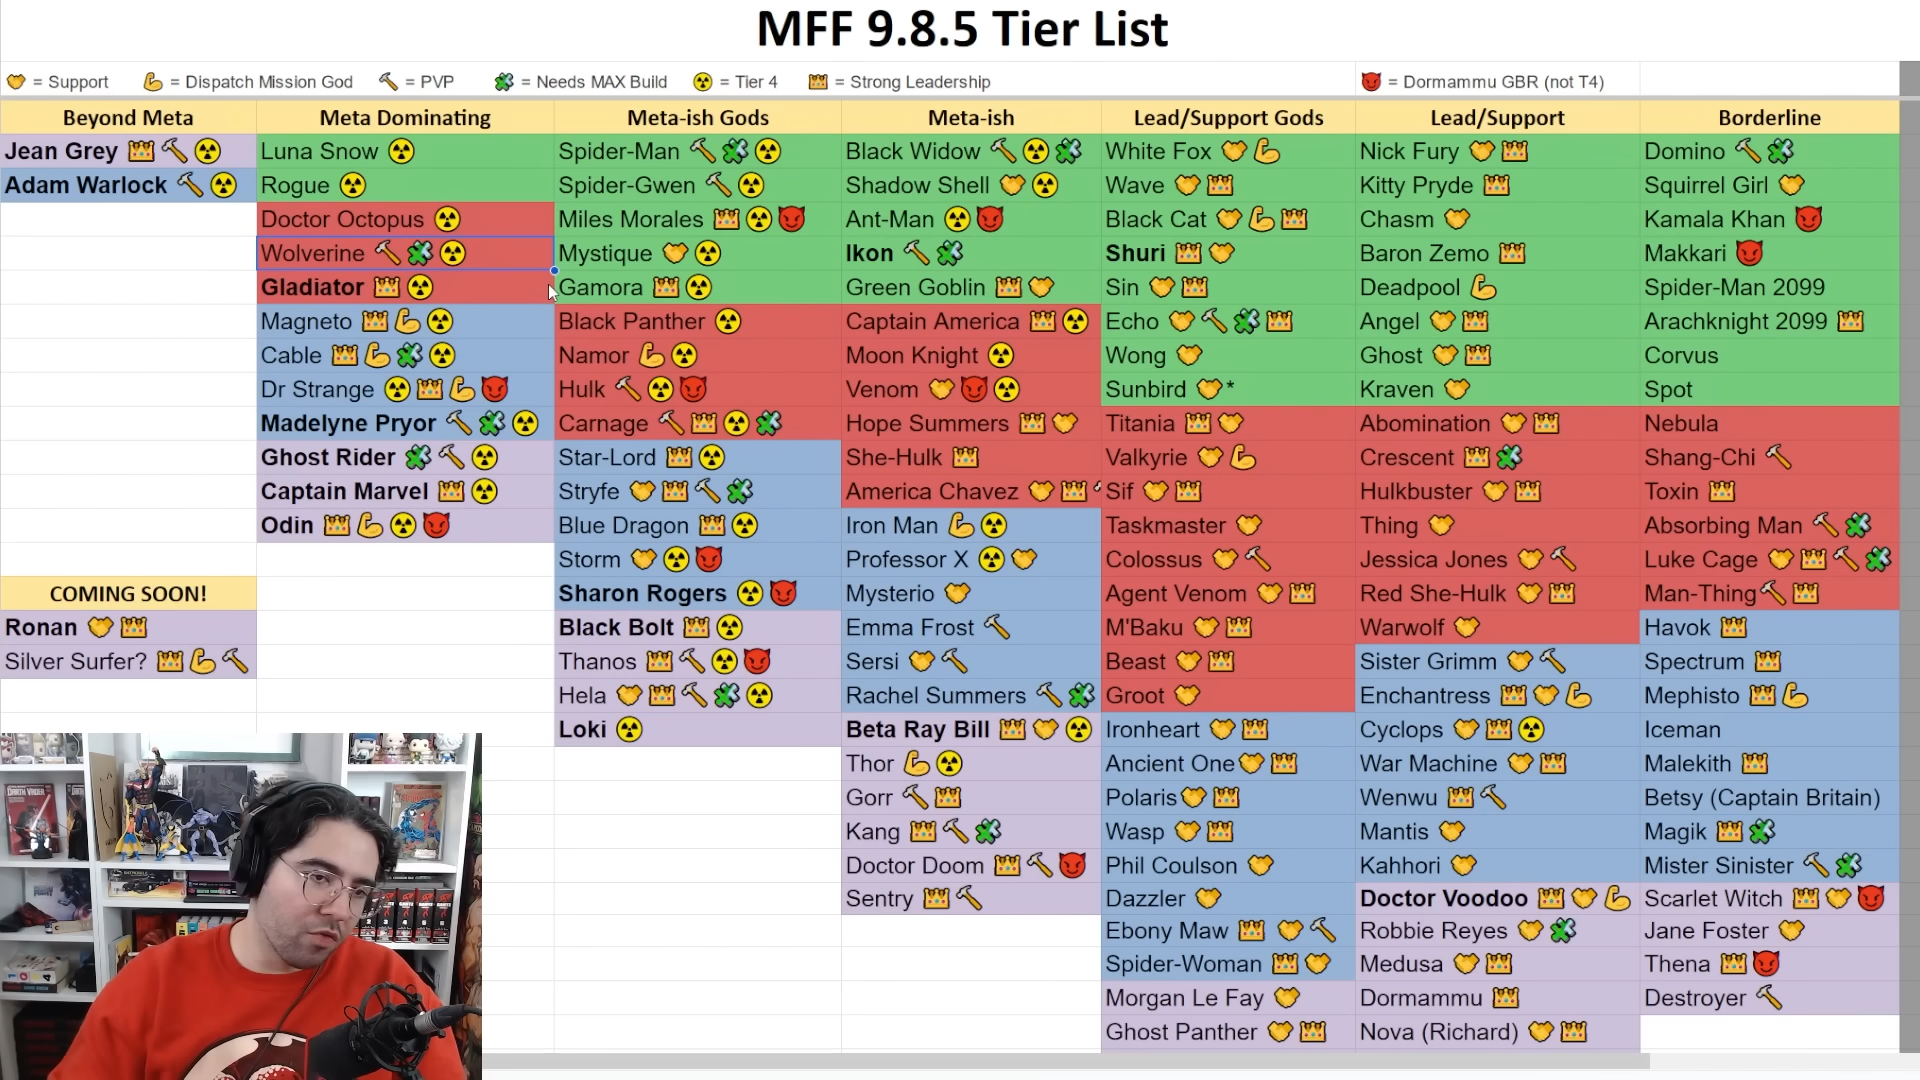 MFF 9.8.5 Tier List
= Support = Dispatch Mission God = PVP = Needs MAX Build = Tier 4 = Strong Leadership = Dormammu GBR (not T4)
Beyond Meta Meta Dominating Meta-ish Gods Meta-ish Lead/Support Gods Lead/Support Borderline
Jean Grey Luna Snow Spider-Man Black Widow White Fox Nick Fury Domino
Adam Warlock Rogue Spider-Gwen Shadow Shell Wave Kitty Pryde Squirrel Girl
Doctor Octopus Miles Morales Ant-Man Black Cat Chasm Kamala Khan
Wolverine Mystique Ikon Shuri Baron Zemo Makkari
Gladiator Gamora Green Goblin Sin Deadpool Spider-Man 2099
Magneto Black Panther Captain America Echo Angel Arachknight 2099
Cable Namor Moon Knight Wong Ghost Corvus
Dr Strange Hulk Venom Sunbird * Kraven Spot
Madelyne Pryor Carnage Hope Summers Titania Abomination Nebula
Ghost Rider Star-Lord She-Hulk Valkyrie Crescent Shang-Chi
Captain Marvel Stryfe America Chavez Sif Hulkbuster Toxin
Odin Blue Dragon Iron Man Taskmaster Thing Absorbing Man
Storm Professor X Colossus Jessica Jones Luke Cage
COMING SOON! Sharon Rogers Mysterio Agent Venom Red She-Hulk Man-Thing
Ronan Black Bolt Emma Frost M'Baku Warwolf Havok
Silver Surfer? Thanos Sersi Beast Sister Grimm Spectrum
Hela Rachel Summers Groot Enchantress Mephisto
Loki Beta Ray Bill Ironheart Cyclops Iceman
Thor Ancient One War Machine Malekith
Gorr Polaris Wenwu Betsy (Captain Britain)
Kang Wasp Mantis Magik
Doctor Doom Phil Coulson Kahhori Mister Sinister
Sentry Dazzler Doctor Voodoo Scarlet Witch
Ebony Maw Robbie Reyes Jane Foster
Spider-Woman Medusa Thena
Morgan Le Fay Dormammu Destroyer
Ghost Panther Nova (Richard)